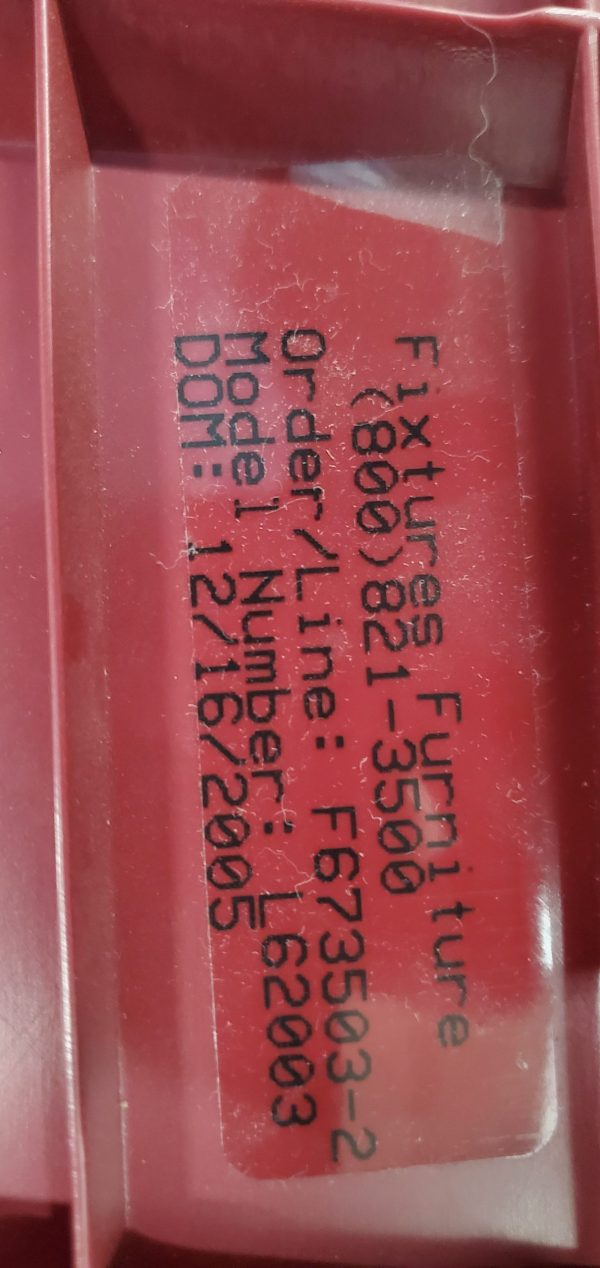 Fixtures Furniture
(800)821-3500
Order/Line: F673503-2
Model Number: L62003
DOM: 12/16/2005